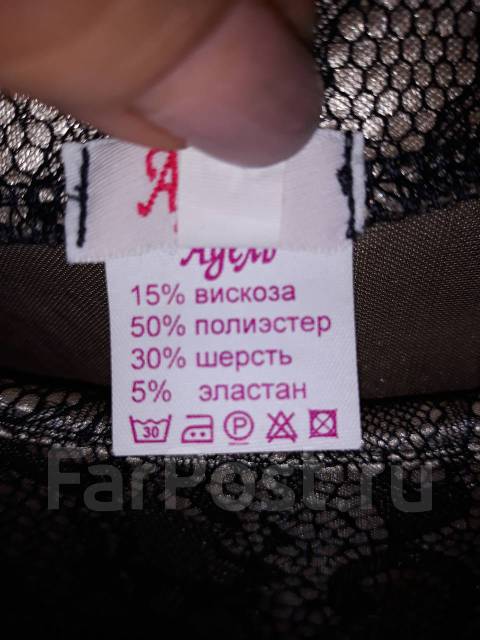 А
15% вискоза
50% полиэстер
30% шерсть
5% эластан
30 P
FarPost.ru